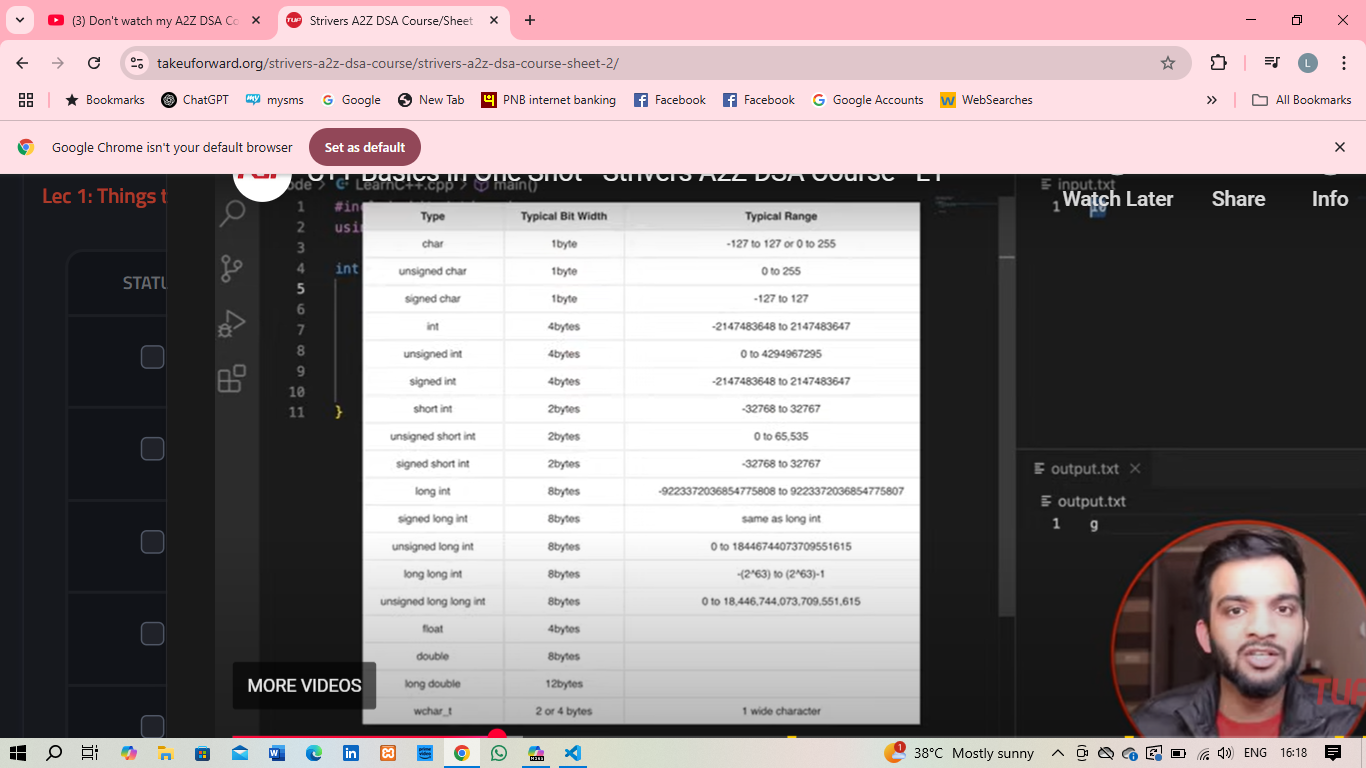 (3) Don't watch my A2Z DSA Co
Strivers A2Z DSA Course/Sheet
takeuforward.org/strivers-a2z-dsa-course/strivers-a2z-dsa-course-sheet-2/
Bookmarks ChatGPT mysms Google New Tab PNB internet banking Facebook Facebook Google Accounts WebSearches » All Bookmarks
Google Chrome isn't your default browser Set as default
C++ Basics in One Shot - Strivers A2Z DSA Course - L1
Watch Later Share Info
Lec 1: Things t
STATU
ode > LearnC++.cpp > main()
1 #in
2 usin
3
4 int
5
6
7
8
9
10
11 }
Type Typical Bit Width Typical Range
char 1byte -127 to 127 or 0 to 255
unsigned char 1byte 0 to 255
signed char 1byte -127 to 127
int 4bytes -2147483648 to 2147483647
unsigned int 4bytes 0 to 4294967295
signed int 4bytes -2147483648 to 2147483647
short int 2bytes -32768 to 32767
unsigned short int 2bytes 0 to 65,535
signed short int 2bytes -32768 to 32767
long int 8bytes -9223372036854775808 to 9223372036854775807
signed long int 8bytes same as long int
unsigned long int 8bytes 0 to 18446744073709551615
long long int 8bytes -(2^63) to (2^63)-1
unsigned long long int 8bytes 0 to 18,446,744,073,709,551,615
float 4bytes
double 8bytes
long double 12bytes
wchar_t 2 or 4 bytes 1 wide character
input.txt
1 10
output.txt
output.txt
1 g
TUF
MORE VIDEOS
38°C Mostly sunny ENG 16:18